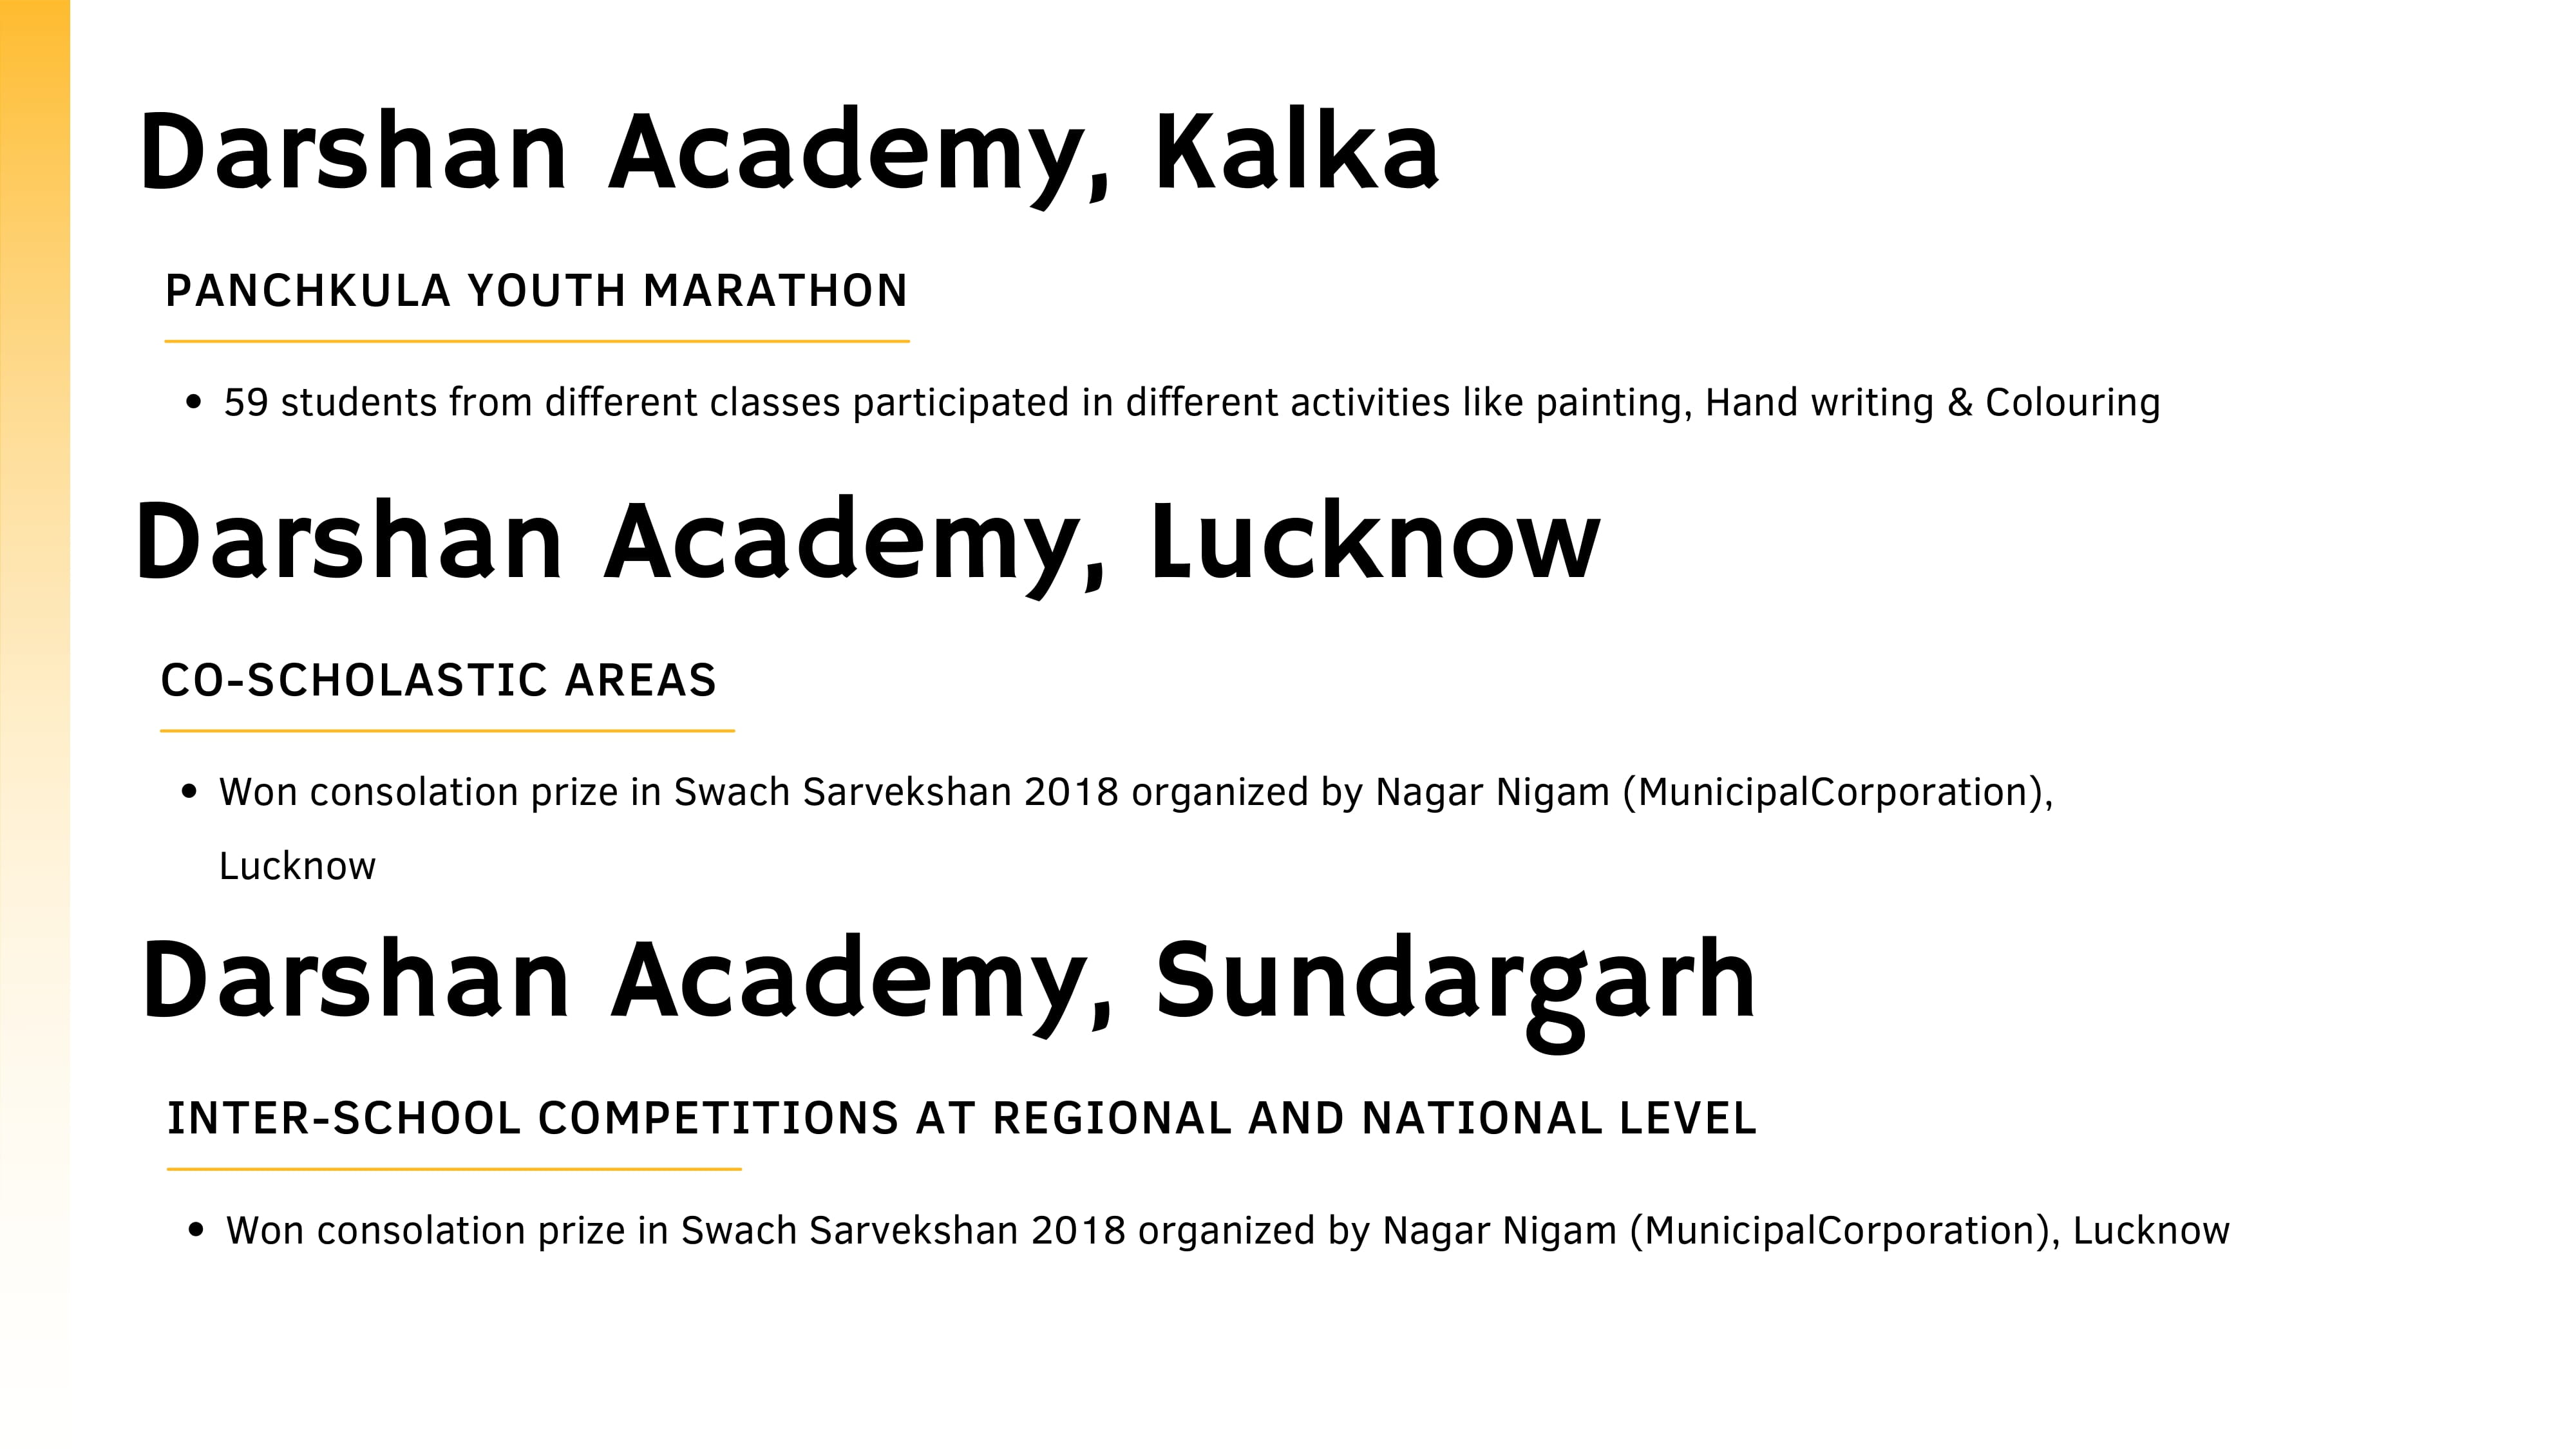 Darshan Academy, Kalka
PANCHKULA YOUTH MARATHON
• 59 students from different classes participated in different activities like painting, Hand writing & Colouring
Darshan Academy, Lucknow
CO-SCHOLASTIC AREAS
• Won consolation prize in Swach Sarvekshan 2018 organized by Nagar Nigam (MunicipalCorporation),
Lucknow
Darshan Academy, Sundargarh
INTER-SCHOOL COMPETITIONS AT REGIONAL AND NATIONAL LEVEL
• Won consolation prize in Swach Sarvekshan 2018 organized by Nagar Nigam (MunicipalCorporation), Lucknow